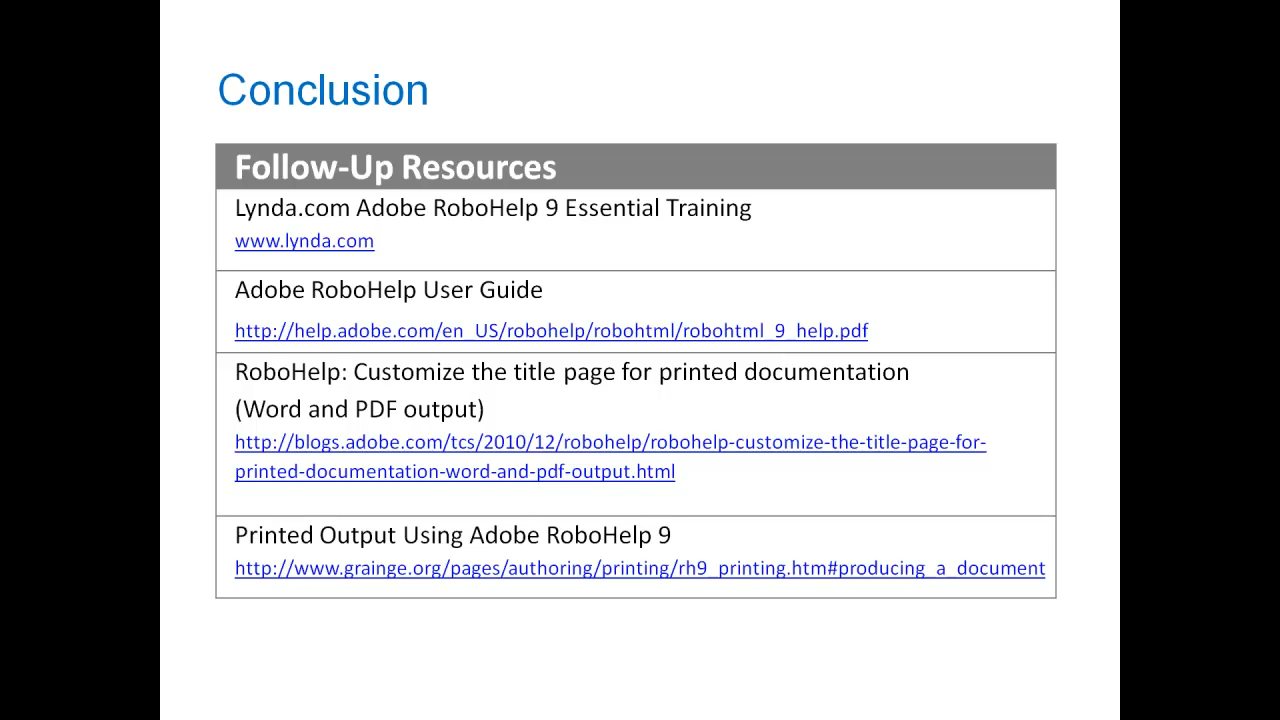 Conclusion
Follow-Up Resources
Lynda.com Adobe RoboHelp 9 Essential Training
www.lynda.com
Adobe RoboHelp User Guide
http://help.adobe.com/en_US/robohelp/robohtml/robohtml_9_help.pdf
RoboHelp: Customize the title page for printed documentation
(Word and PDF output)
http://blogs.adobe.com/tcs/2010/12/robohelp/robohelp-customize-the-title-page-for-
printed-documentation-word-and-pdf-output.html
Printed Output Using Adobe RoboHelp 9
http://www.grainge.org/pages/authoring/printing/rh9_printing.htm#producing_a_document